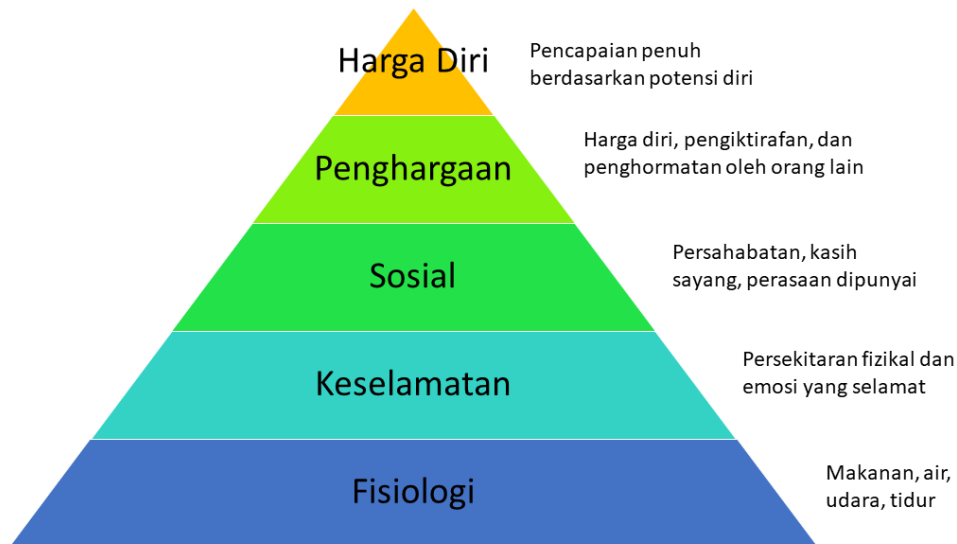 Harga Diri
Pencapaian penuh
berdasarkan potensi diri
Penghargaan
Harga diri, pengiktirafan, dan
penghormatan oleh orang lain
Sosial
Persahabatan, kasih
sayang, perasaan dipunyai
Keselamatan
Persekitaran fizikal dan
emosi yang selamat
Fisiologi
Makanan, air,
udara, tidur